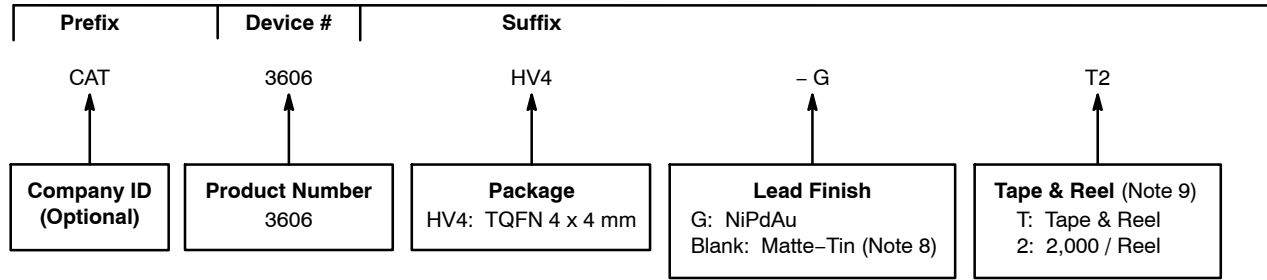 Prefix Device # Suffix
CAT 3606 HV4 – G T2
Company ID
(Optional)
Product Number
3606
Package
HV4: TQFN 4 x 4 mm
Lead Finish
G: NiPdAu
Blank: Matte−Tin (Note 8)
Tape & Reel (Note 9)
T: Tape & Reel
2: 2,000 / Reel